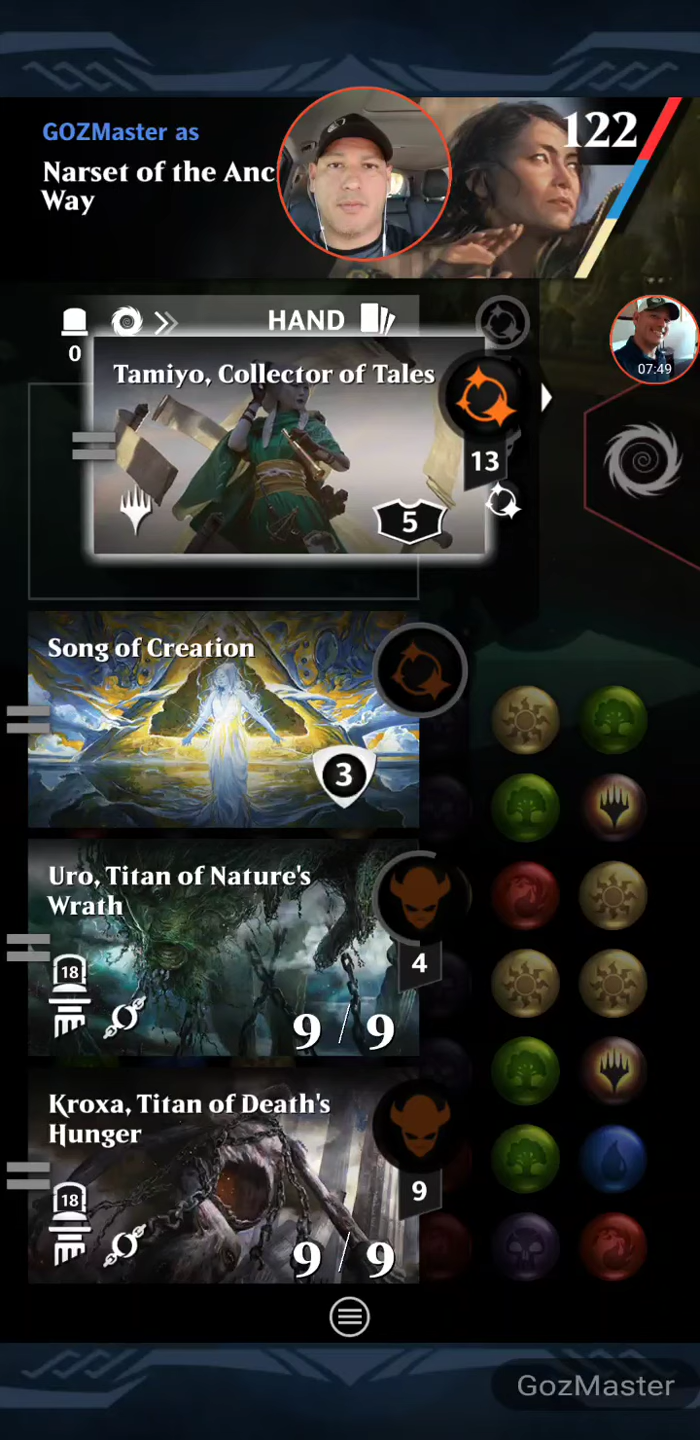 GOZMaster as
122
Narset of the Anc
Way
HAND
0
Tamiyo, Collector of Tales
07:49
13
5
Song of Creation
3
Uro, Titan of Nature's
Wrath
4
18
9 / 9
Kroxa, Titan of Death's
Hunger
9
18
9 / 9
GozMaster